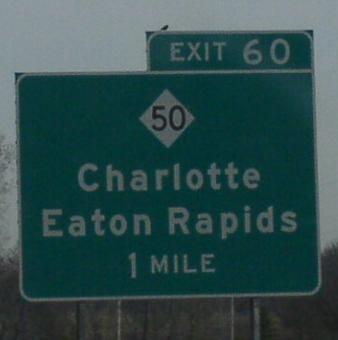 EXIT 60
50
Charlotte
Eaton Rapids
1 MILE